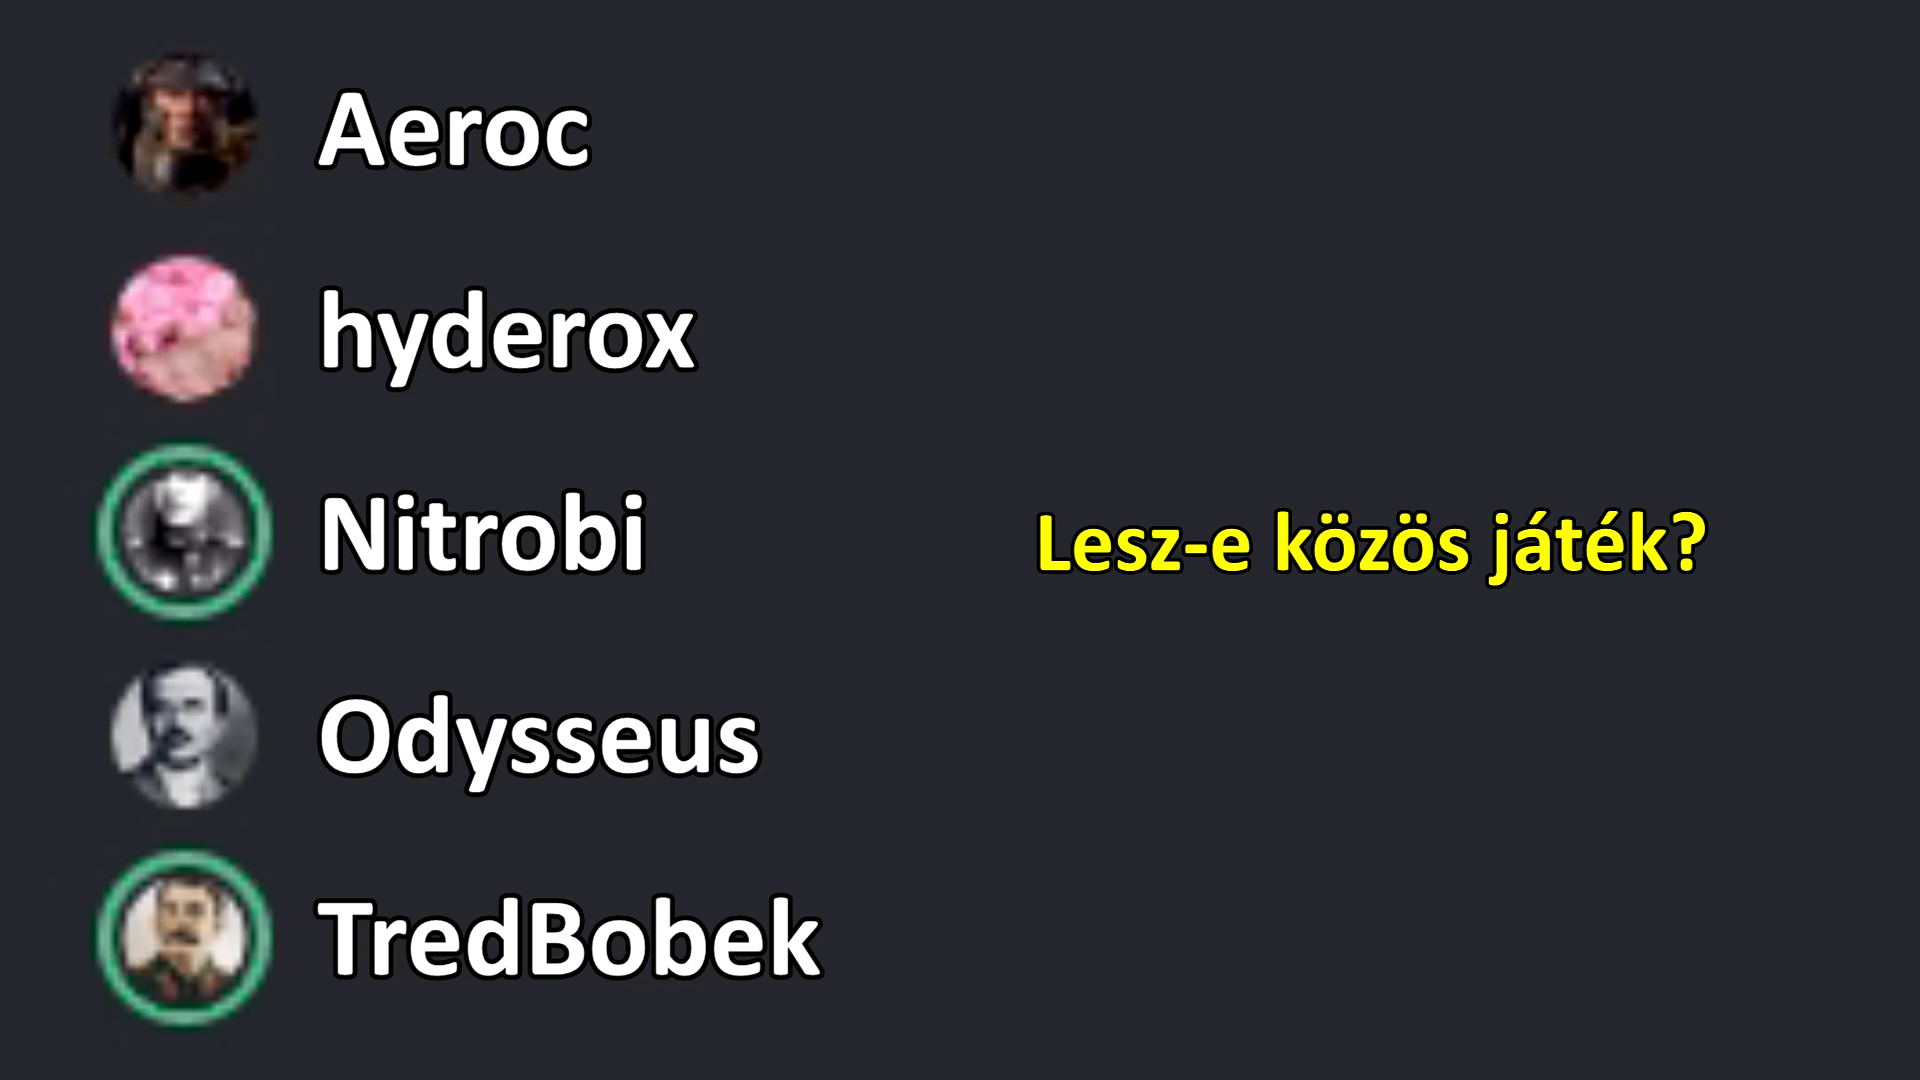 Aeroc
hyderox
Nitrobi
Lesz-e közös játék?
Odysseus
TredBobek